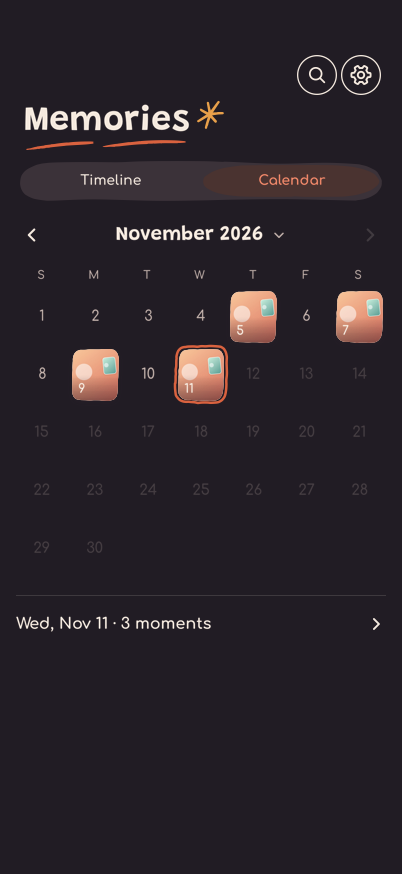 Memories
Timeline Calendar
November 2026
S M T W T F S
1 2 3 4 5 6 7
8 9 10 11 12 13 14
15 16 17 18 19 20 21
22 23 24 25 26 27 28
29 30
Wed, Nov 11 · 3 moments